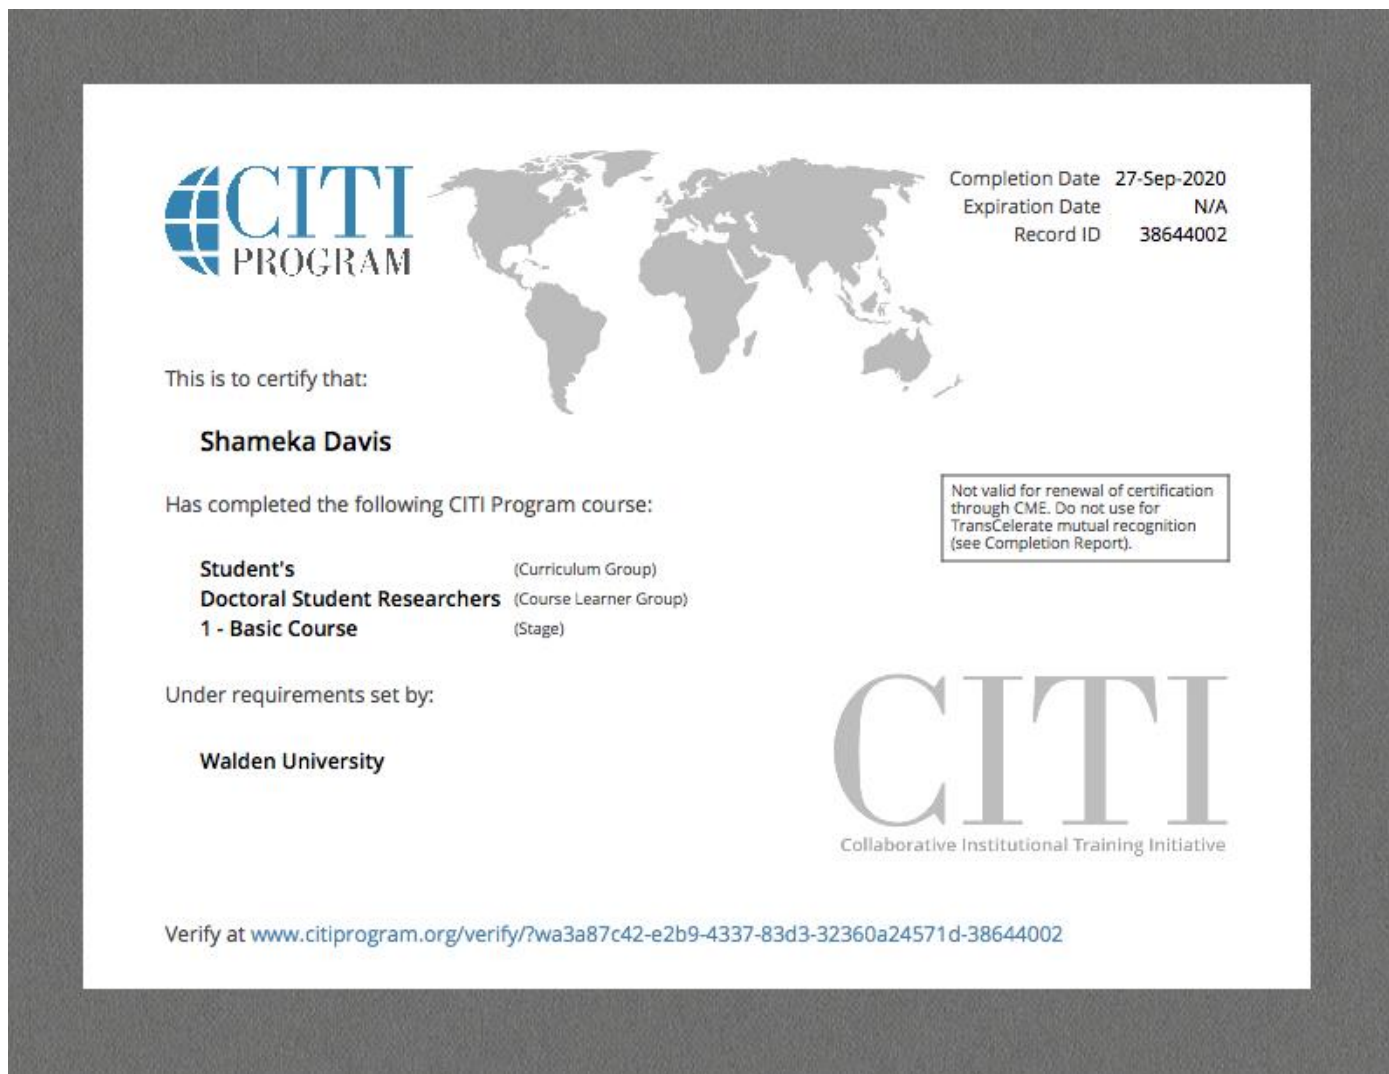 CITI
PROGRAM
Completion Date 27-Sep-2020
Expiration Date N/A
Record ID 38644002
This is to certify that:
Shameka Davis
Has completed the following CITI Program course:
Not valid for renewal of certification
through CME. Do not use for
TransCelerate mutual recognition
(see Completion Report).
Student's (Curriculum Group)
Doctoral Student Researchers (Course Learner Group)
1 - Basic Course (Stage)
Under requirements set by:
Walden University
CITI
Collaborative Institutional Training Initiative
Verify at www.citiprogram.org/verify/?wa3a87c42-e2b9-4337-83d3-32360a24571d-38644002